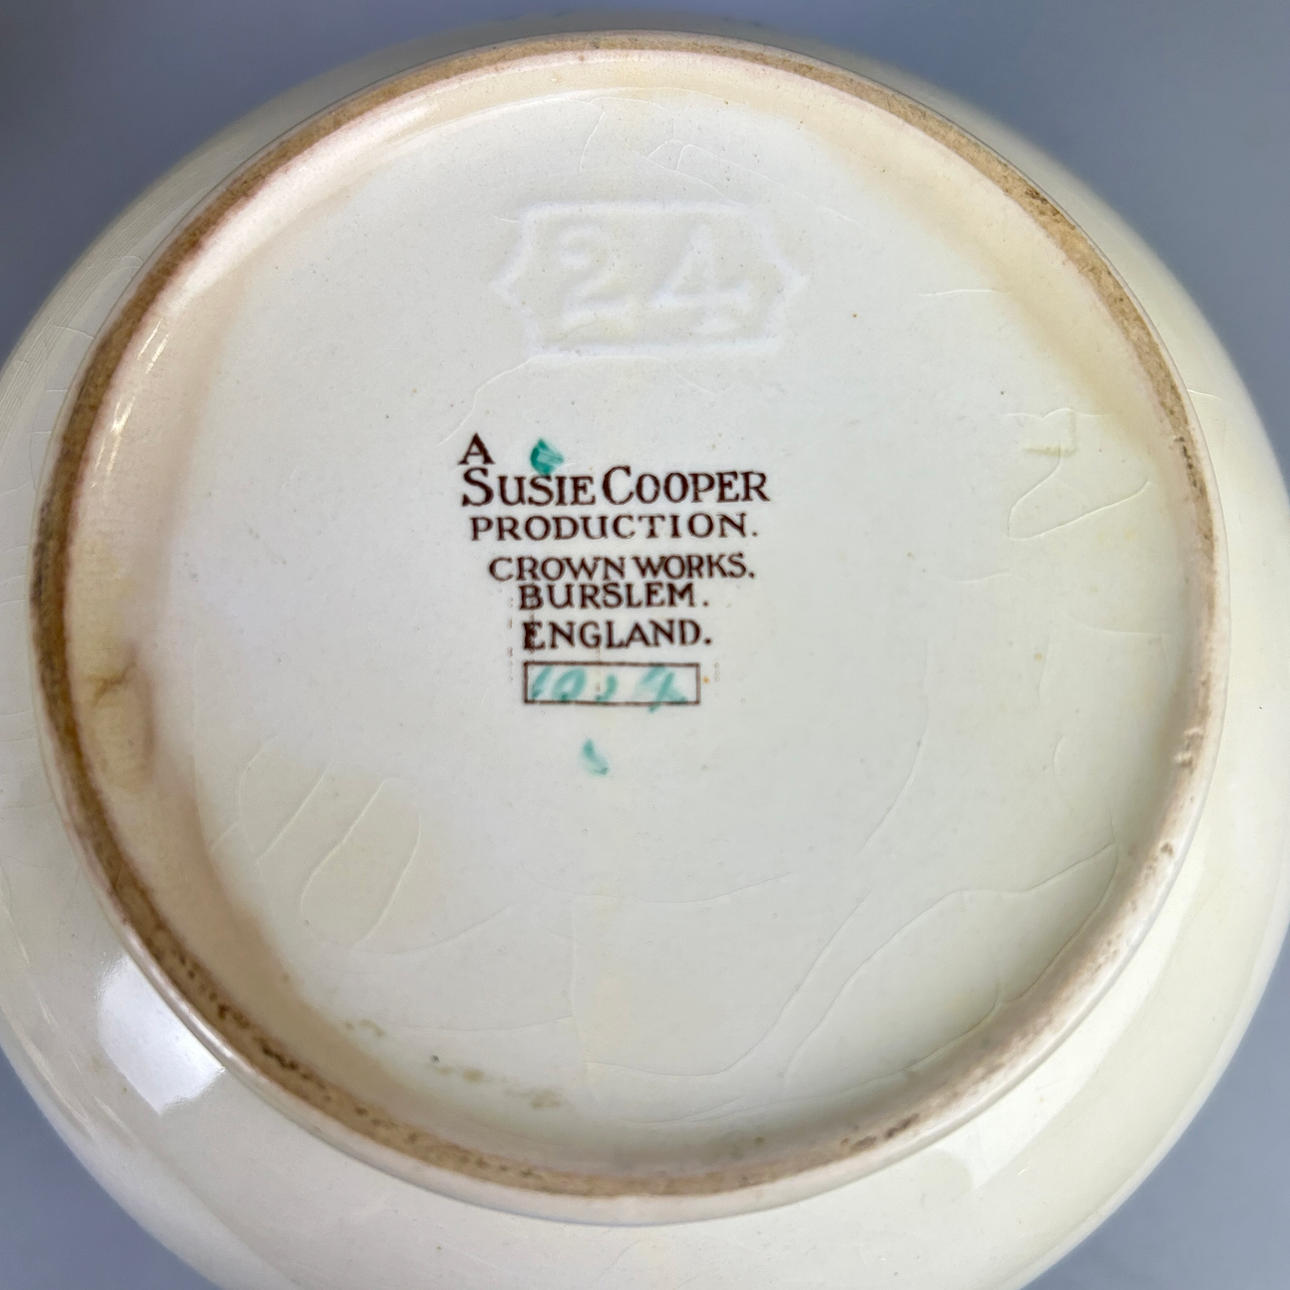 24
A
SUSIE COOPER
PRODUCTION.
CROWN WORKS.
BURSLEM.
ENGLAND.